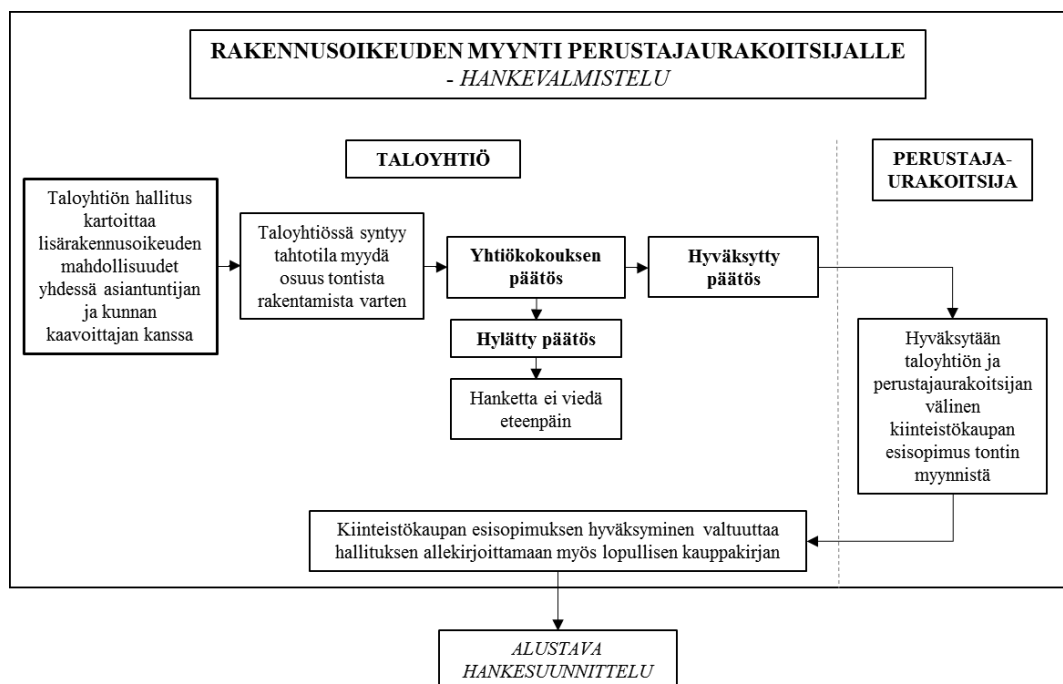 RAKENNUSOIKEUDEN MYYNTI PERUSTAJAURAKOITSIJALLE
- HANKEVALMISTELU
TALOYHTIÖ
PERUSTAJA-
URAKOITSIJA
Taloyhtiön hallitus
kartoittaa
lisärakennusoikeuden
mahdollisuudet
yhdessä asiantuntijan
ja kunnan
kaavoittajan kanssa
Taloyhtiössä syntyy
tahtotila myydä
osuus tontista
rakentamista varten
Yhtiökokouksen
päätös
Hyväksytty
päätös
Hylätty päätös
Hanketta ei viedä
eteenpäin
Hyväksytään
taloyhtiön ja
perustajaurakoitsijan
välinen
kiinteistökaupan
esisopimus tontin
myynnistä
Kiinteistökaupan esisopimuksen hyväksyminen valtuuttaa
hallituksen allekirjoittamaan myös lopullisen kauppakirjan
ALUSTAVA
HANKESUUNNITTELU